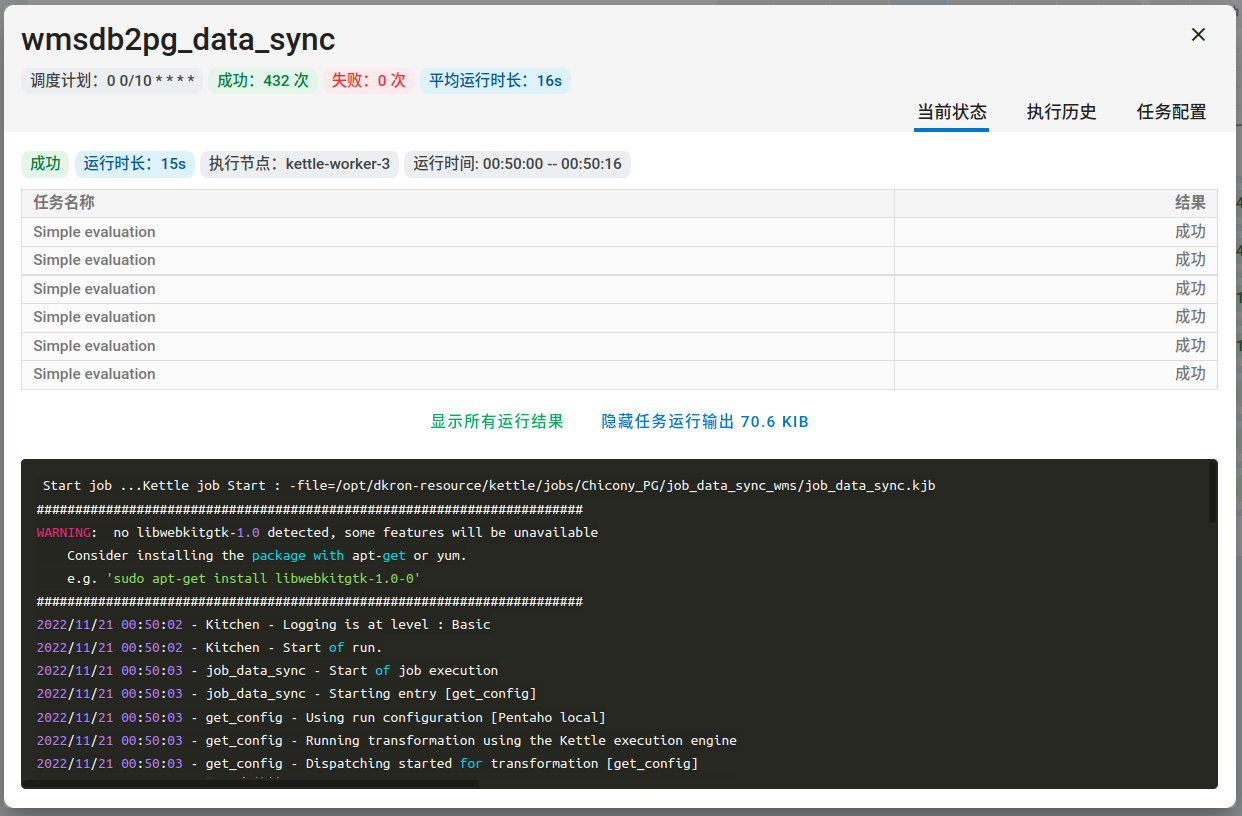 wmsdb2pg_data_sync
调度计划：0 0/10 * * * *  成功：432 次  失败：0 次  平均运行时长：16s
当前状态  执行历史  任务配置
成功  运行时长：15s  执行节点：kettle-worker-3  运行时间: 00:50:00 -- 00:50:16
任务名称  结果
Simple evaluation  成功
Simple evaluation  成功
Simple evaluation  成功
Simple evaluation  成功
Simple evaluation  成功
Simple evaluation  成功
显示所有运行结果  隐藏任务运行输出 70.6 KIB
Start job ...Kettle job Start : -file=/opt/dkron-resource/kettle/jobs/Chicony_PG/job_data_sync_wms/job_data_sync.kjb
#######################################################################
WARNING:  no libwebkitgtk-1.0 detected, some features will be unavailable
    Consider installing the package with apt-get or yum.
    e.g. 'sudo apt-get install libwebkitgtk-1.0-0'
#######################################################################
2022/11/21 00:50:02 - Kitchen - Logging is at level : Basic
2022/11/21 00:50:02 - Kitchen - Start of run.
2022/11/21 00:50:03 - job_data_sync - Start of job execution
2022/11/21 00:50:03 - job_data_sync - Starting entry [get_config]
2022/11/21 00:50:03 - get_config - Using run configuration [Pentaho local]
2022/11/21 00:50:03 - get_config - Running transformation using the Kettle execution engine
2022/11/21 00:50:03 - get_config - Dispatching started for transformation [get_config]